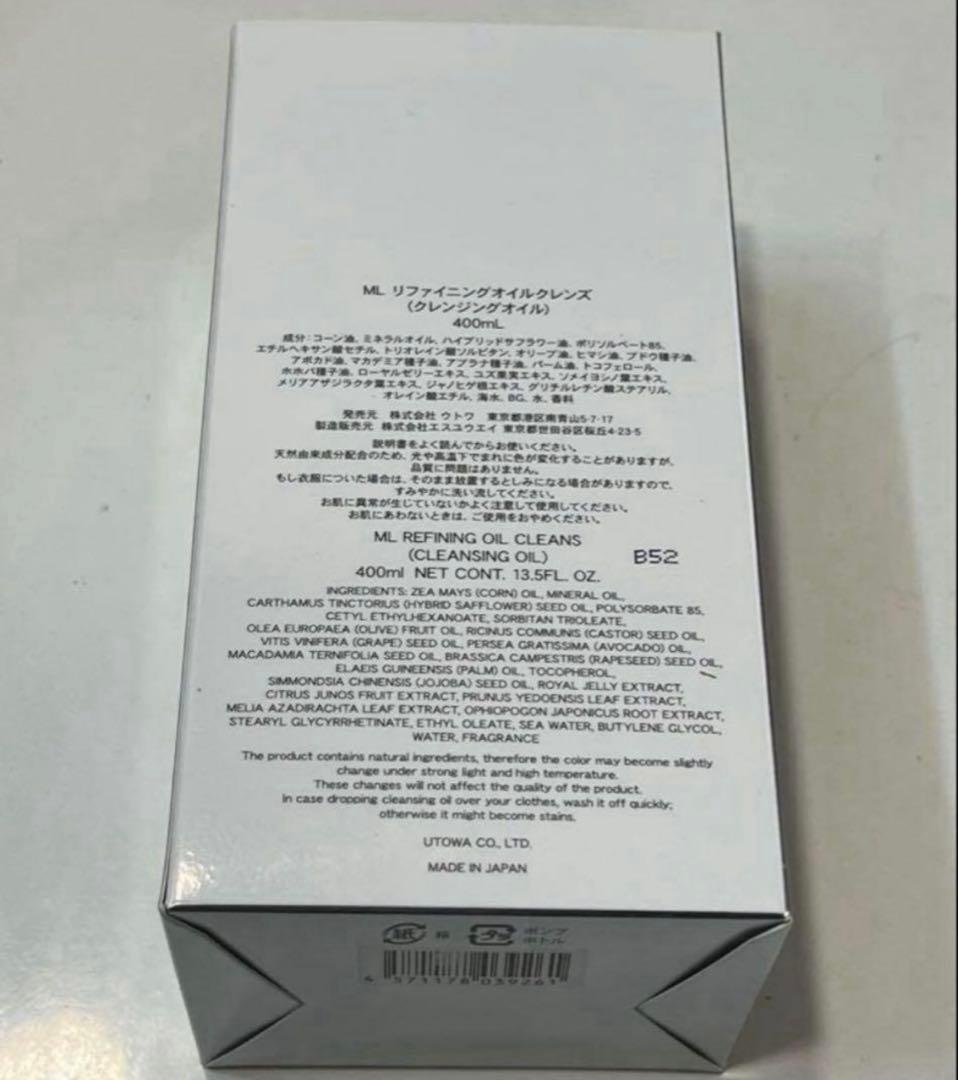 ML リファイニングオイルクレンズ
(クレンジングオイル)
400mL
成分:コーン油、ミネラルオイル、ハイブリッドサフラワー油、ポリソルベート85、
エチルヘキサン酸セチル、トリオレイン酸ソルビタン、オリーブ油、ヒマシ油、ブドウ種子油、
アボカド油、マカデミア種子油、アブラナ種子油、パーム油、トコフェロール、
ホホバ種子油、ローヤルゼリーエキス、ユズ果実エキス、ソメイヨシノ葉エキス、
メリアアザジラクタ葉エキス、ジャノヒゲ根エキス、グリチルレチン酸ステアリル、
オレイン酸エチル、海水、BG、水、香料
発売元 株式会社 ウトワ 東京都港区南青山5-7-17
製造販売元 株式会社エスユウエイ 東京都世田谷区桜丘4-23-5
説明書をよく読んでからお使いください。
天然由来成分配合のため、光や高温下でまれに色が変化することがありますが、
品質に問題はありません。
もし衣服についた場合は、そのまま放置するとしみになる場合がありますので、
すみやかに洗い流してください。
お肌に異常が生じていないかよく注意して使用してください。
お肌にあわないときは、ご使用をおやめください。
ML REFINING OIL CLEANS
(CLEANSING OIL) B52
400ml NET CONT. 13.5FL. OZ.
INGREDIENTS: ZEA MAYS (CORN) OIL, MINERAL OIL,
CARTHAMUS TINCTORIUS (HYBRID SAFFLOWER) SEED OIL, POLYSORBATE 85,
CETYL ETHYLHEXANOATE, SORBITAN TRIOLEATE,
OLEA EUROPAEA (OLIVE) FRUIT OIL, RICINUS COMMUNIS (CASTOR) SEED OIL,
VITIS VINIFERA (GRAPE) SEED OIL, PERSEA GRATISSIMA (AVOCADO) OIL,
MACADAMIA TERNIFOLIA SEED OIL, BRASSICA CAMPESTRIS (RAPESEED) SEED OIL,
ELAEIS GUINEENSIS (PALM) OIL, TOCOPHEROL,
SIMMONDSIA CHINENSIS (JOJOBA) SEED OIL, ROYAL JELLY EXTRACT,
CITRUS JUNOS FRUIT EXTRACT, PRUNUS YEDOENSIS LEAF EXTRACT,
MELIA AZADIRACHTA LEAF EXTRACT, OPHIOPOGON JAPONICUS ROOT EXTRACT,
STEARYL GLYCYRRHETINATE, ETHYL OLEATE, SEA WATER, BUTYLENE GLYCOL,
WATER, FRAGRANCE
The product contains natural ingredients, therefore the color may become slightly
change under strong light and high temperature.
These changes will not affect the quality of the product.
In case dropping cleansing oil over your clothes, wash it off quickly;
otherwise it might become stains.
UTOWA CO., LTD.
MADE IN JAPAN
紙 箱 プラ ポンプ
ボトル
4 571178 039261